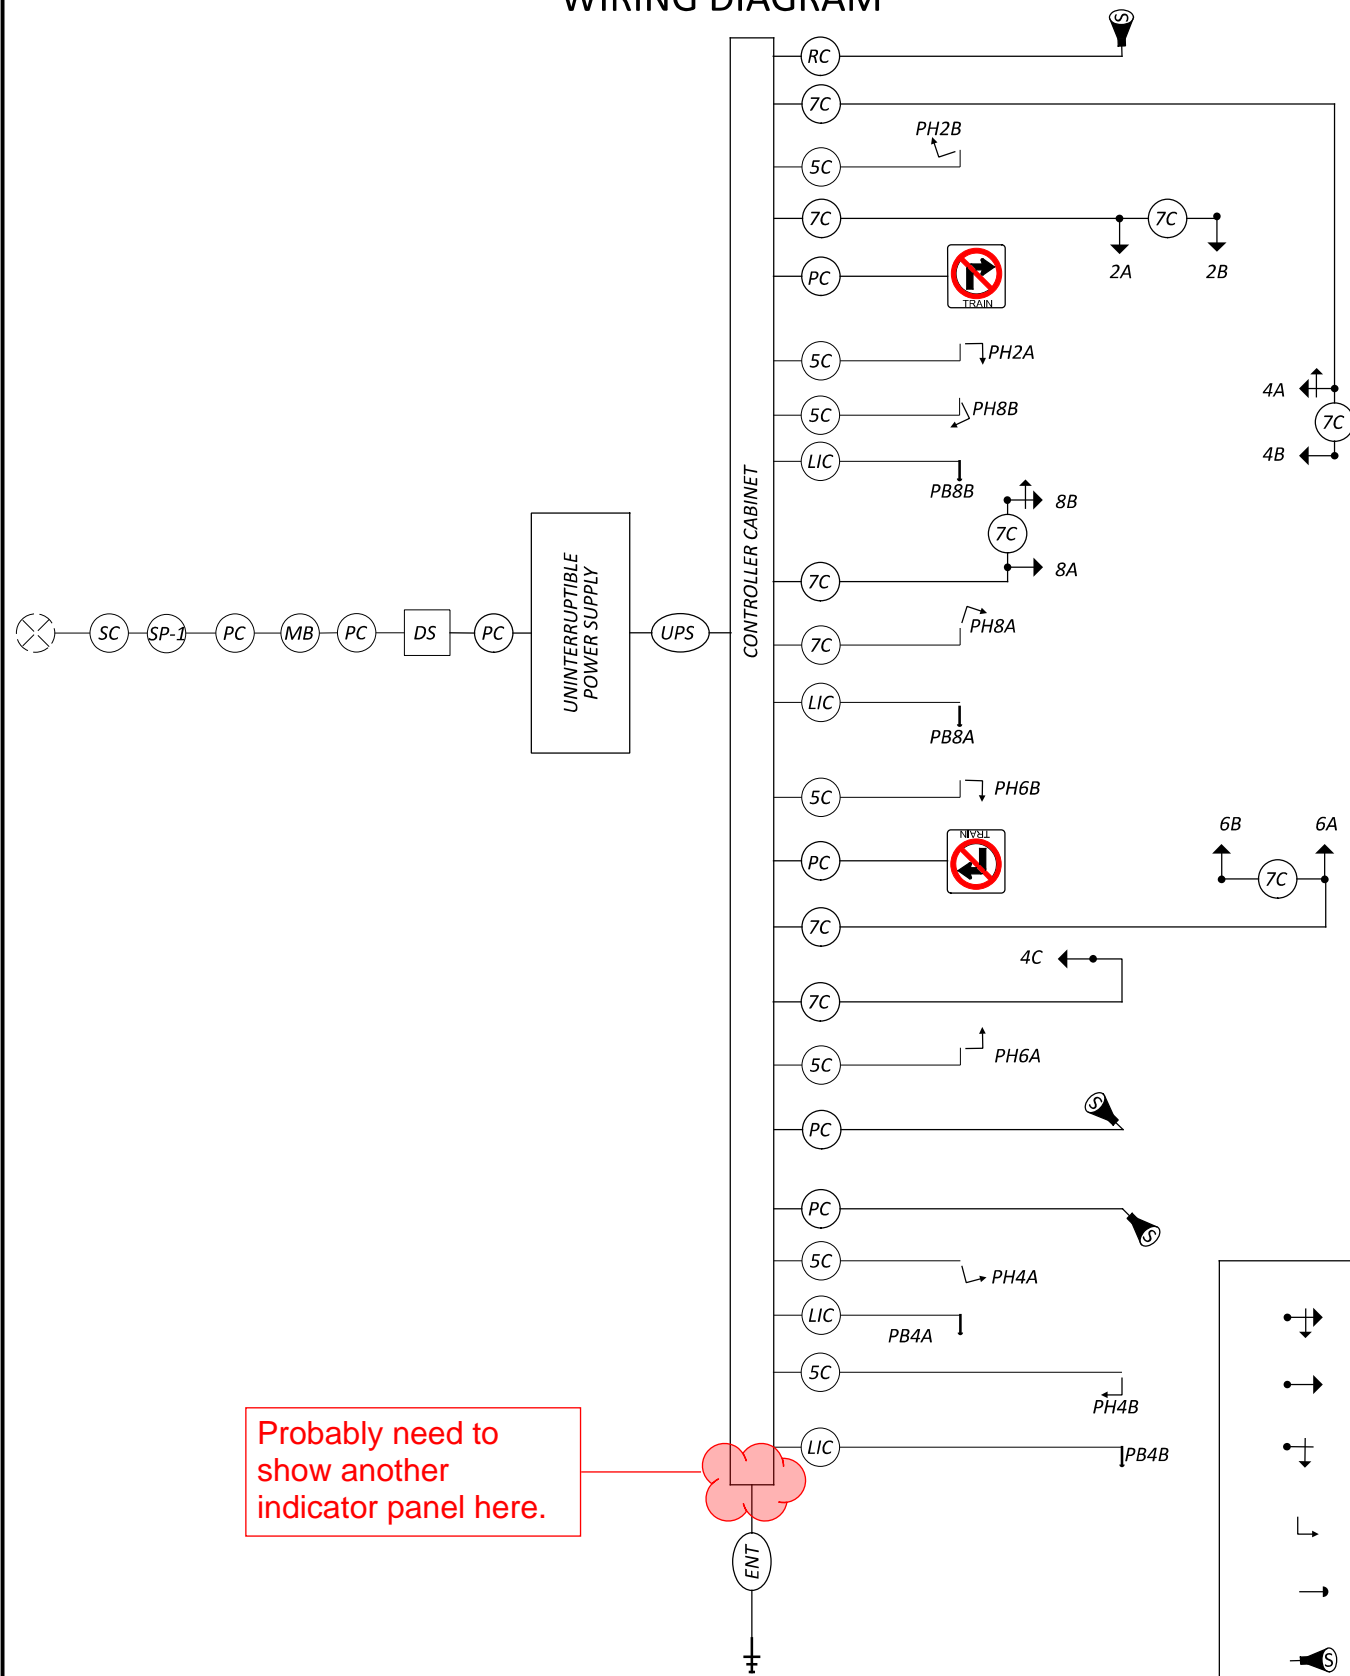 WIRING DIAGRAM
S
RC
7C
PH2B
5C
7C
7C
2A
2B
PC
TRAIN
5C
PH2A
4A
5C
PH8B
7C
4B
LIC
PB8B
8B
7C
8A
7C
CONTROLLER CABINET
UNINTERRUPTIBLE
POWER SUPPLY
SC
SP-1
PC
MB
PC
DS
PC
UPS
7C
PH8A
LIC
PB8A
5C
PH6B
6B
6A
PC
TRAIN
7C
7C
4C
7C
5C
PH6A
S
PC
PC
S
5C
PH4A
LIC
PB4A
5C
PH4B
LIC
PB4B
Probably need to
show another
indicator panel here.
ENT
S